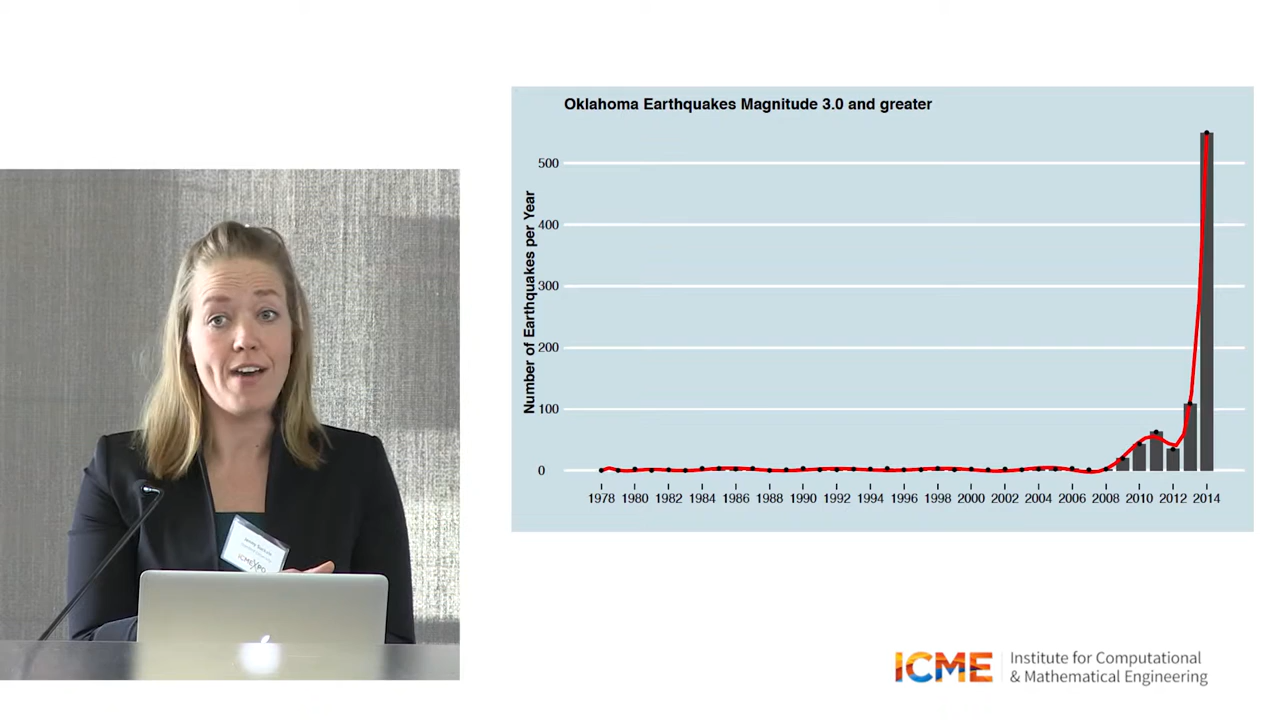 Oklahoma Earthquakes Magnitude 3.0 and greater
Number of Earthquakes per Year
500
400
300
200
100
0
1978 1980 1982 1984 1986 1988 1990 1992 1994 1996 1998 2000 2002 2004 2006 2008 2010 2012 2014
ICME
Institute for Computational
& Mathematical Engineering